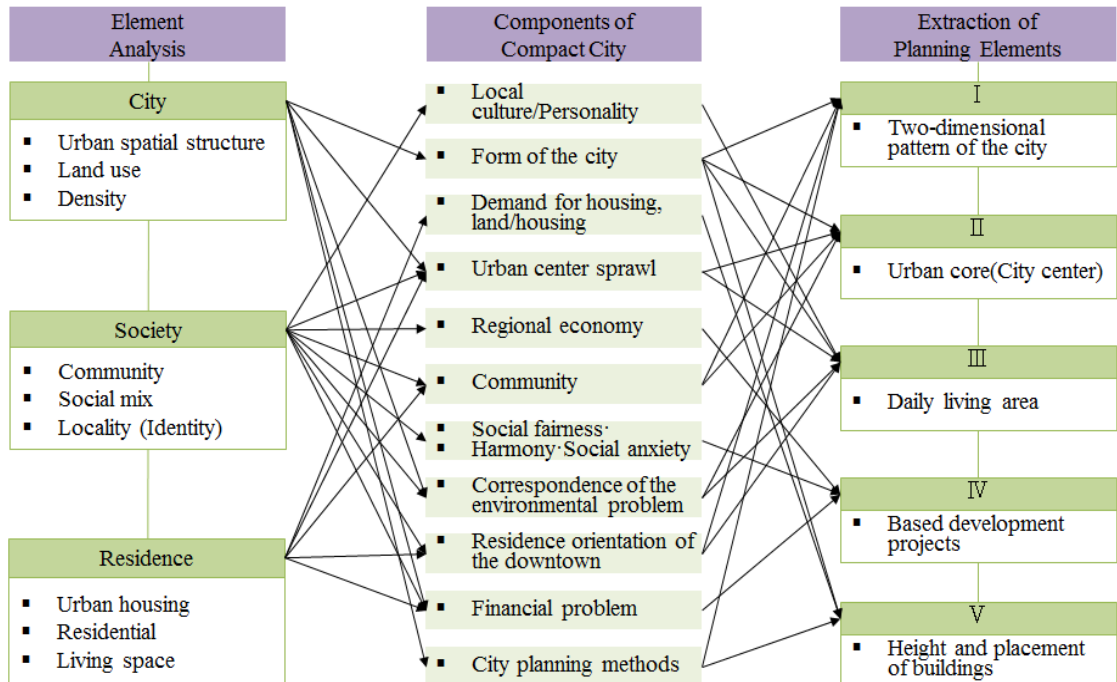 Element
Analysis
City
▪ Urban spatial structure
▪ Land use
▪ Density
Society
▪ Community
▪ Social mix
▪ Locality (Identity)
Residence
▪ Urban housing
▪ Residential
▪ Living space
Components of
Compact City
▪ Local
culture/Personality
▪ Form of the city
▪ Demand for housing,
land/housing
▪ Urban center sprawl
▪ Regional economy
▪ Community
▪ Social fairness·
▪ Harmony·Social anxiety
▪ Correspondence of the
environmental problem
▪ Residence orientation of
the downtown
▪ Financial problem
▪ City planning methods
Extraction of
Planning Elements
Ⅰ
▪ Two-dimensional
pattern of the city
Ⅱ
▪ Urban core(City center)
Ⅲ
▪ Daily living area
Ⅳ
▪ Based development
projects
Ⅴ
▪ Height and placement
of buildings